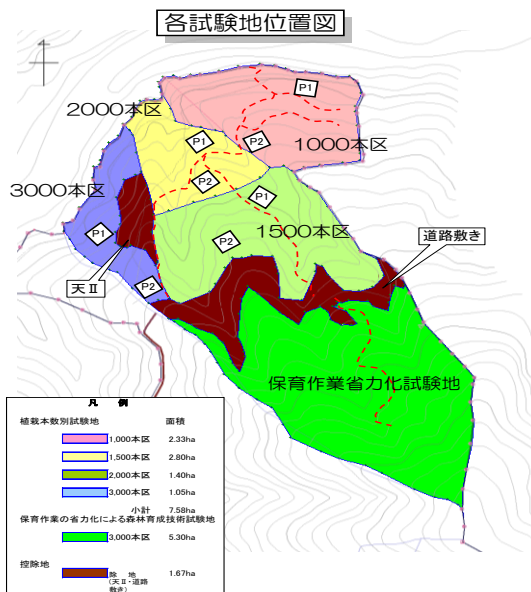 各試験地位置図
P1
2000本区
P1
P2
1000本区
3000本区
P2
P1
P1
1500本区
道路敷き
P2
天Ⅱ
P2
保育作業省力化試験地
凡 例
植栽本数別試験地 面積
1,000本区 2.33ha
1,500本区 2.80ha
2,000本区 1.40ha
3,000本区 1.05ha
小計 7.58ha
保育作業の省力化による森林育成技術試験地
3,000本区 5.30ha
控除地
除 地 1.67ha
(天Ⅱ・道路
敷き)